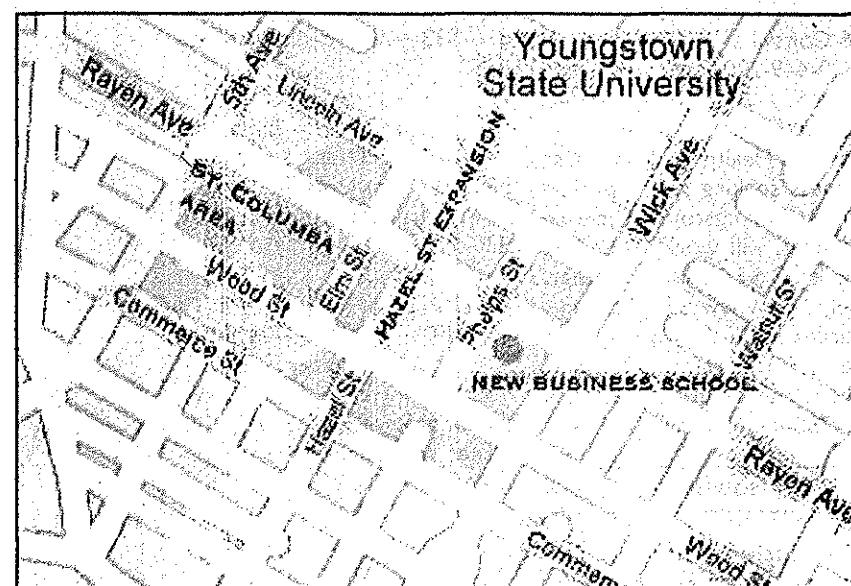 Youngstown
State University
Rayen Ave
5th Ave
Lincoln Ave
ST. COLUMBA
AREA
HAZEL ST EXPANSION
Wick Ave
Elm St
Wood St
Commerce St
Phelps St
Walnut St
NEW BUSINESS SCHOOL
Hazel St
Rayen Ave
Wood St
Commerc